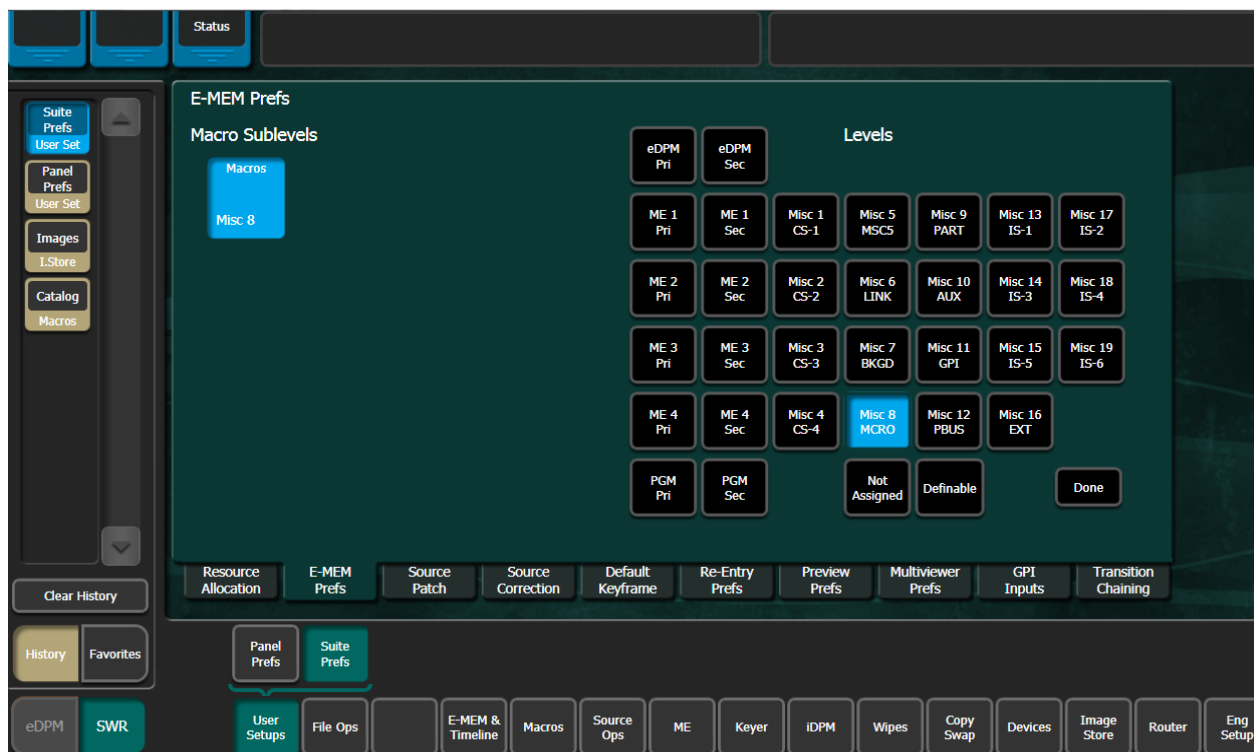 Status
Suite
Prefs
User Set
Panel
Prefs
User Set
Images
I.Store
Catalog
Macros
Clear History
History
Favorites
E-MEM Prefs
Macro Sublevels
Macros
Misc 8
Levels
eDPM
Pri
eDPM
Sec
ME 1
Pri
ME 1
Sec
Misc 1
CS-1
Misc 5
MSC5
Misc 9
PART
Misc 13
IS-1
Misc 17
IS-2
ME 2
Pri
ME 2
Sec
Misc 2
CS-2
Misc 6
LINK
Misc 10
AUX
Misc 14
IS-3
Misc 18
IS-4
ME 3
Pri
ME 3
Sec
Misc 3
CS-3
Misc 7
BKGD
Misc 11
GPI
Misc 15
IS-5
Misc 19
IS-6
ME 4
Pri
ME 4
Sec
Misc 4
CS-4
Misc 8
MCRO
Misc 12
PBUS
Misc 16
EXT
PGM
Pri
PGM
Sec
Not
Assigned
Definable
Done
Resource
Allocation
E-MEM
Prefs
Source
Patch
Source
Correction
Default
Keyframe
Re-Entry
Prefs
Preview
Prefs
Multiviewer
Prefs
GPI
Inputs
Transition
Chaining
Panel
Prefs
Suite
Prefs
eDPM
SWR
User
Setups
File Ops
E-MEM &
Timeline
Macros
Source
Ops
ME
Keyer
iDPM
Wipes
Copy
Swap
Devices
Image
Store
Router
Eng
Setup